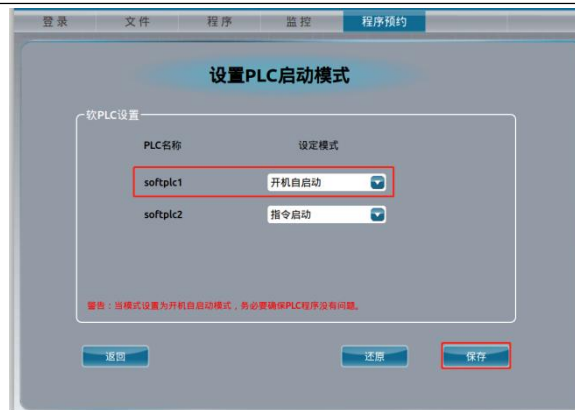 登录 文件 程序 监控 程序预约
设置PLC启动模式
软PLC设置
PLC名称 设定模式
softplc1 开机自启动
softplc2 指令启动
警告：当模式设置为开机自启动模式，务必要确保PLC程序没有问题。
返回 还原 保存